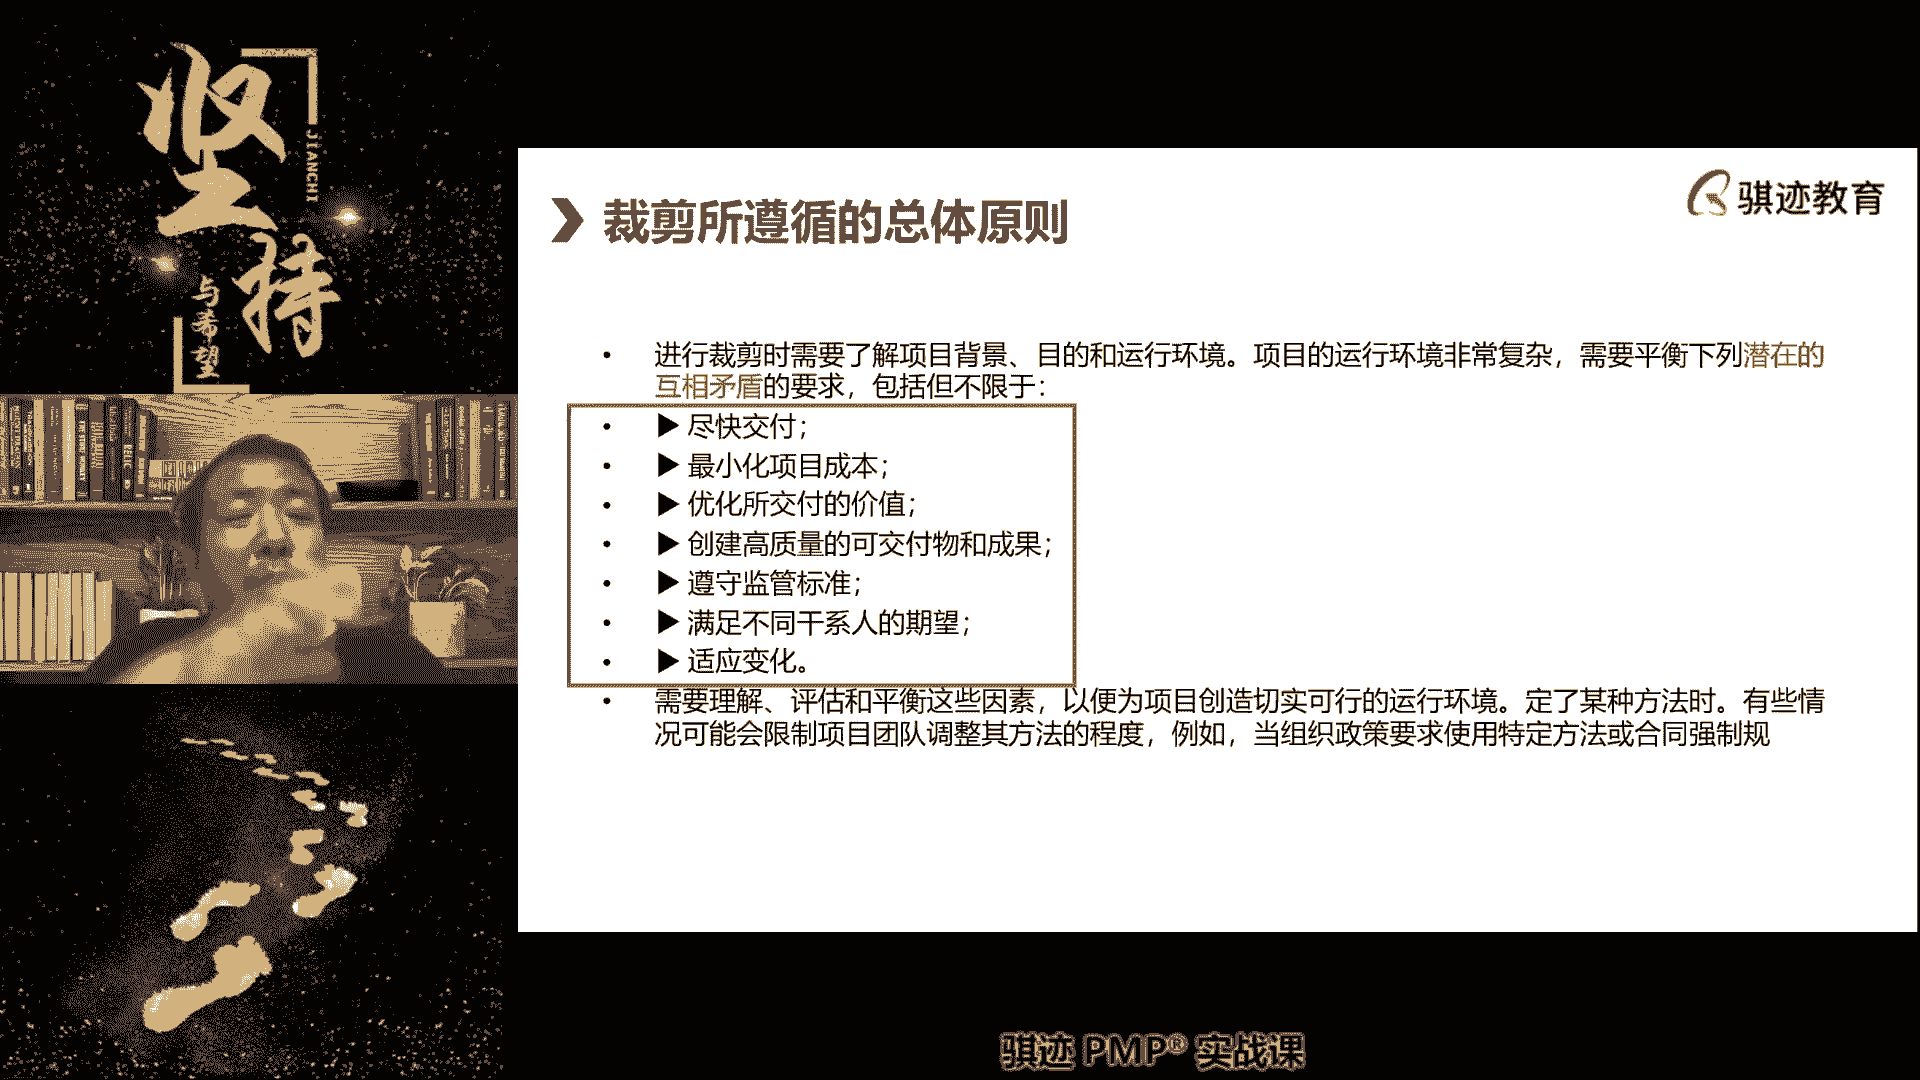 坚持
JIANCHI
与希望
骐迹教育
裁剪所遵循的总体原则
• 进行裁剪时需要了解项目背景、目的和运行环境。项目的运行环境非常复杂，需要平衡下列潜在的
互相矛盾的要求，包括但不限于：
• ▶ 尽快交付；
• ▶ 最小化项目成本；
• ▶ 优化所交付的价值；
• ▶ 创建高质量的可交付物和成果；
• ▶ 遵守监管标准；
• ▶ 满足不同干系人的期望；
• ▶ 适应变化。
• 需要理解、评估和平衡这些因素，以便为项目创造切实可行的运行环境。定了某种方法时。有些情
况可能会限制项目团队调整其方法的程度，例如，当组织政策要求使用特定方法或合同强制规
骐迹 PMP® 实战课